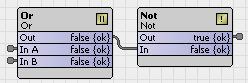 Or
Or
Out false {ok}
In A false {ok}
In B false {ok}
Not
Not
Out true {ok}
In false {ok}